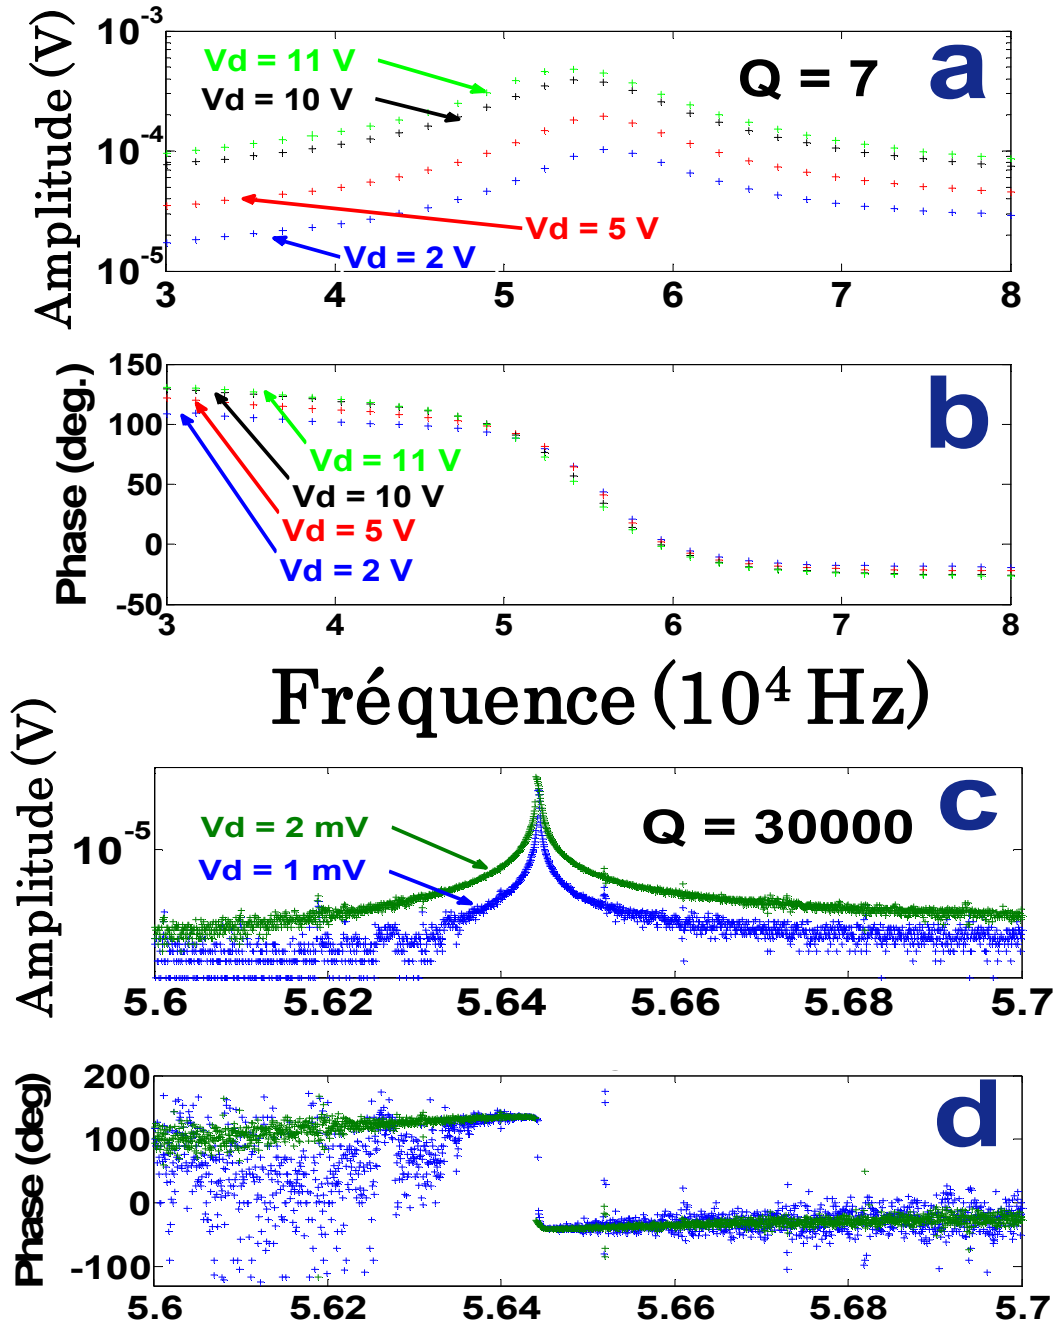 10-3
Amplitude (V)
Vd = 11 V
Vd = 10 V
Q = 7
a
10-4
Vd = 5 V
Vd = 2 V
10-5
3 4 5 6 7 8
150
Phase (deg.)
100
b
Vd = 11 V
50
Vd = 10 V
Vd = 5 V
0
Vd = 2 V
-50
3 4 5 6 7 8
Fréquence (104 Hz)
Amplitude (V)
c
Vd = 2 mV
Q = 30000
10-5
Vd = 1 mV
5.6 5.62 5.64 5.66 5.68 5.7
200
Phase (deg)
d
100
0
-100
5.6 5.62 5.64 5.66 5.68 5.7